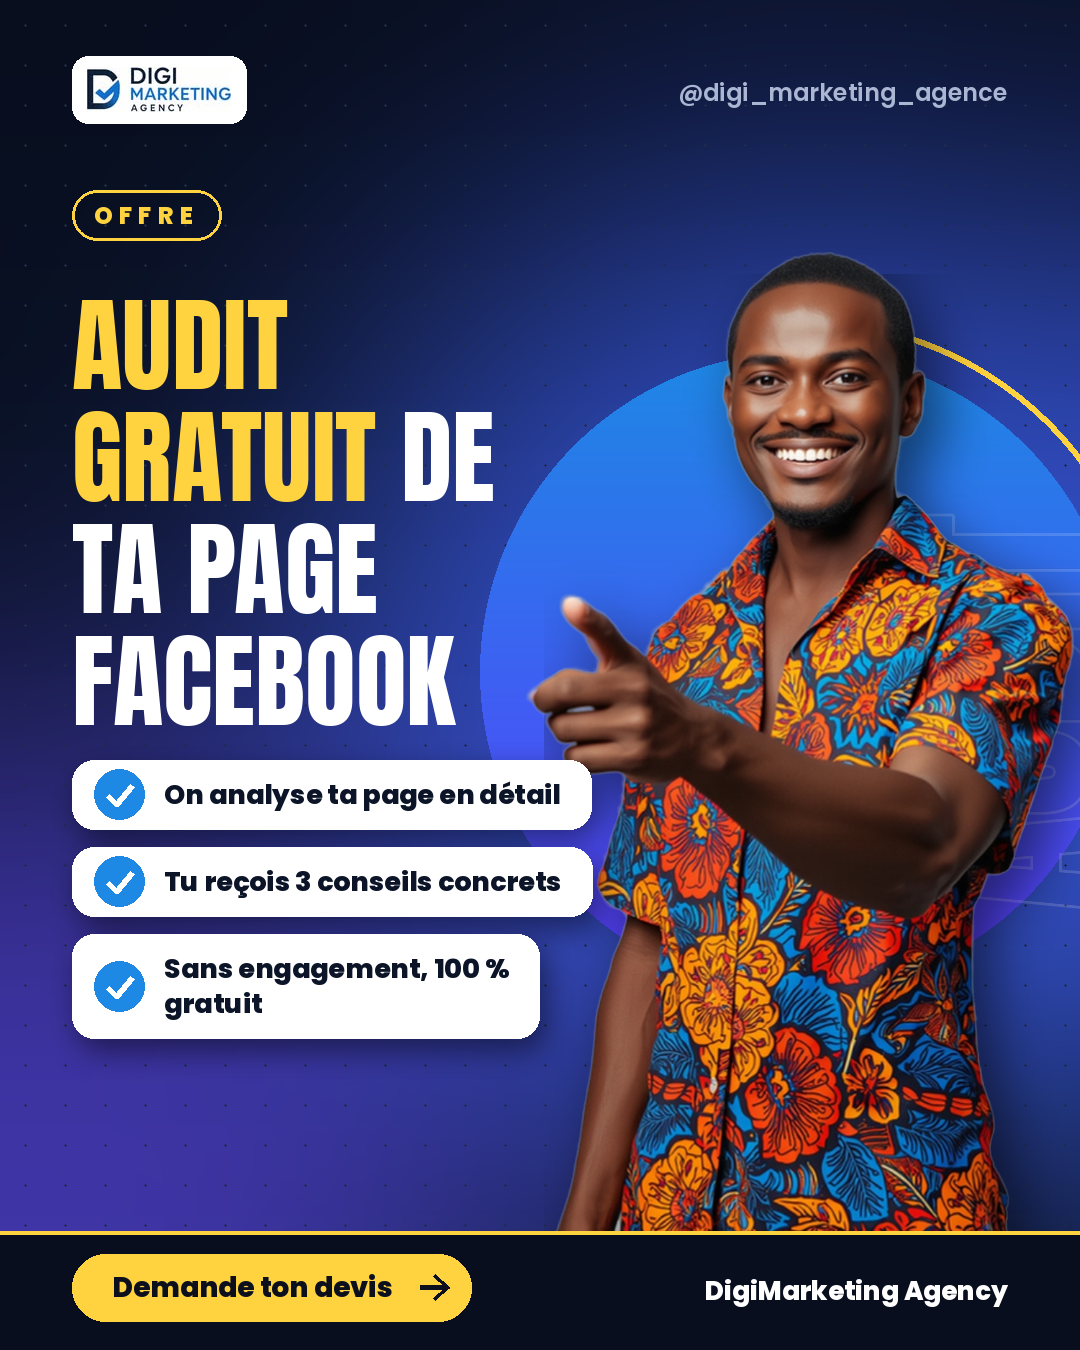 DIGI
MARKETING
AGENCY
@digi_marketing_agence
OFFRE
AUDIT
GRATUIT DE
TA PAGE
FACEBOOK
On analyse ta page en détail
Tu reçois 3 conseils concrets
Sans engagement, 100 %
gratuit
Demande ton devis
DigiMarketing Agency